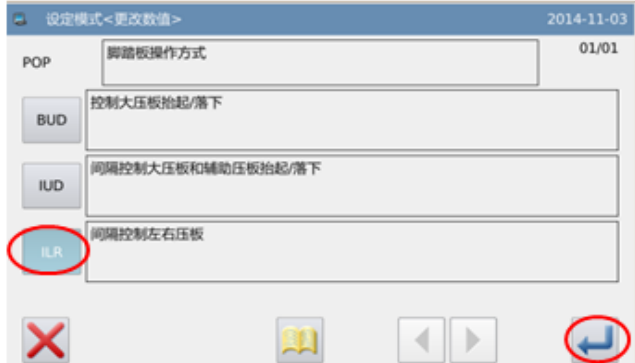 设定模式<更改数值>
2014-11-03
POP
脚踏板操作方式
01/01
BUD
控制大压板抬起/落下
IUD
间隔控制大压板和辅助压板抬起/落下
ILR
间隔控制左右压板